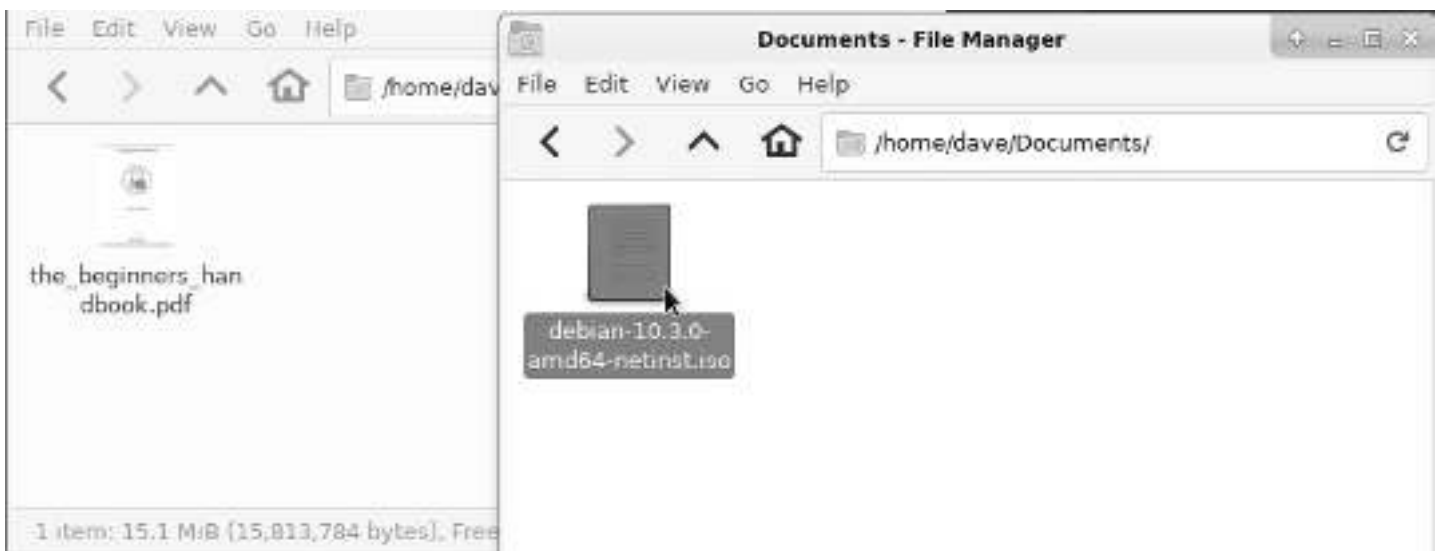 File Edit View Go Help
/home/dav
the_beginners_han
dbook.pdf
1 item: 15.1 MiB (15,813,784 bytes), Free
Documents - File Manager
File Edit View Go Help
/home/dave/Documents/
debian-10.3.0-
amd64-netinst.iso